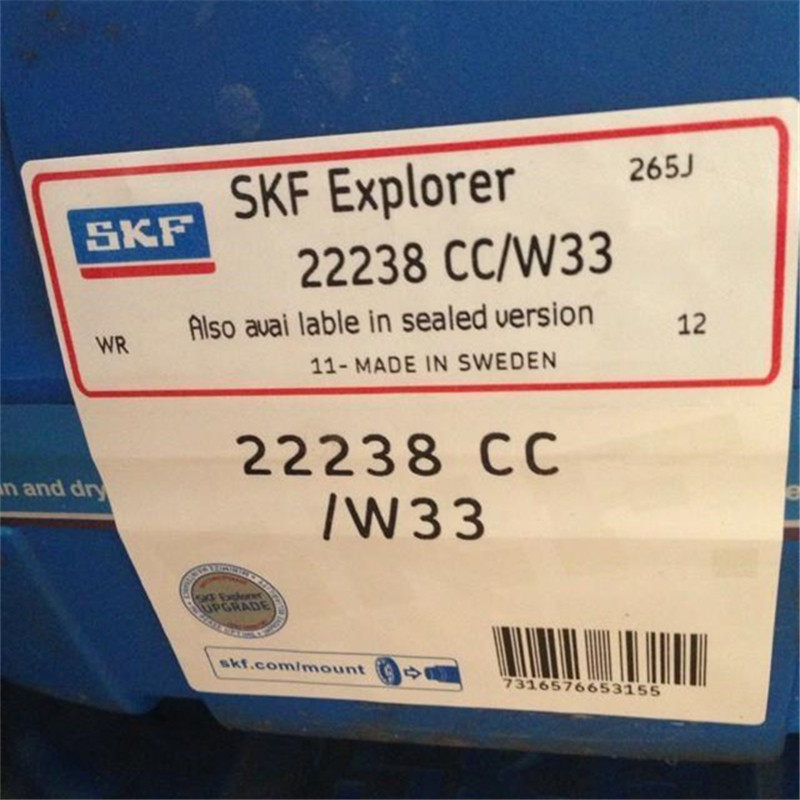 SKF
SKF Explorer
265J
22238 CC/W33
Also avai lable in sealed version
WR
12
11- MADE IN SWEDEN
22238 CC
/W33
n and dry
SKF Explorer
UPGRADE
skf.com/mount
7316576653155